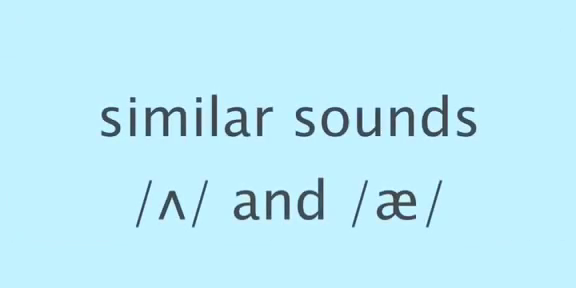 similar sounds
/ʌ/ and /æ/